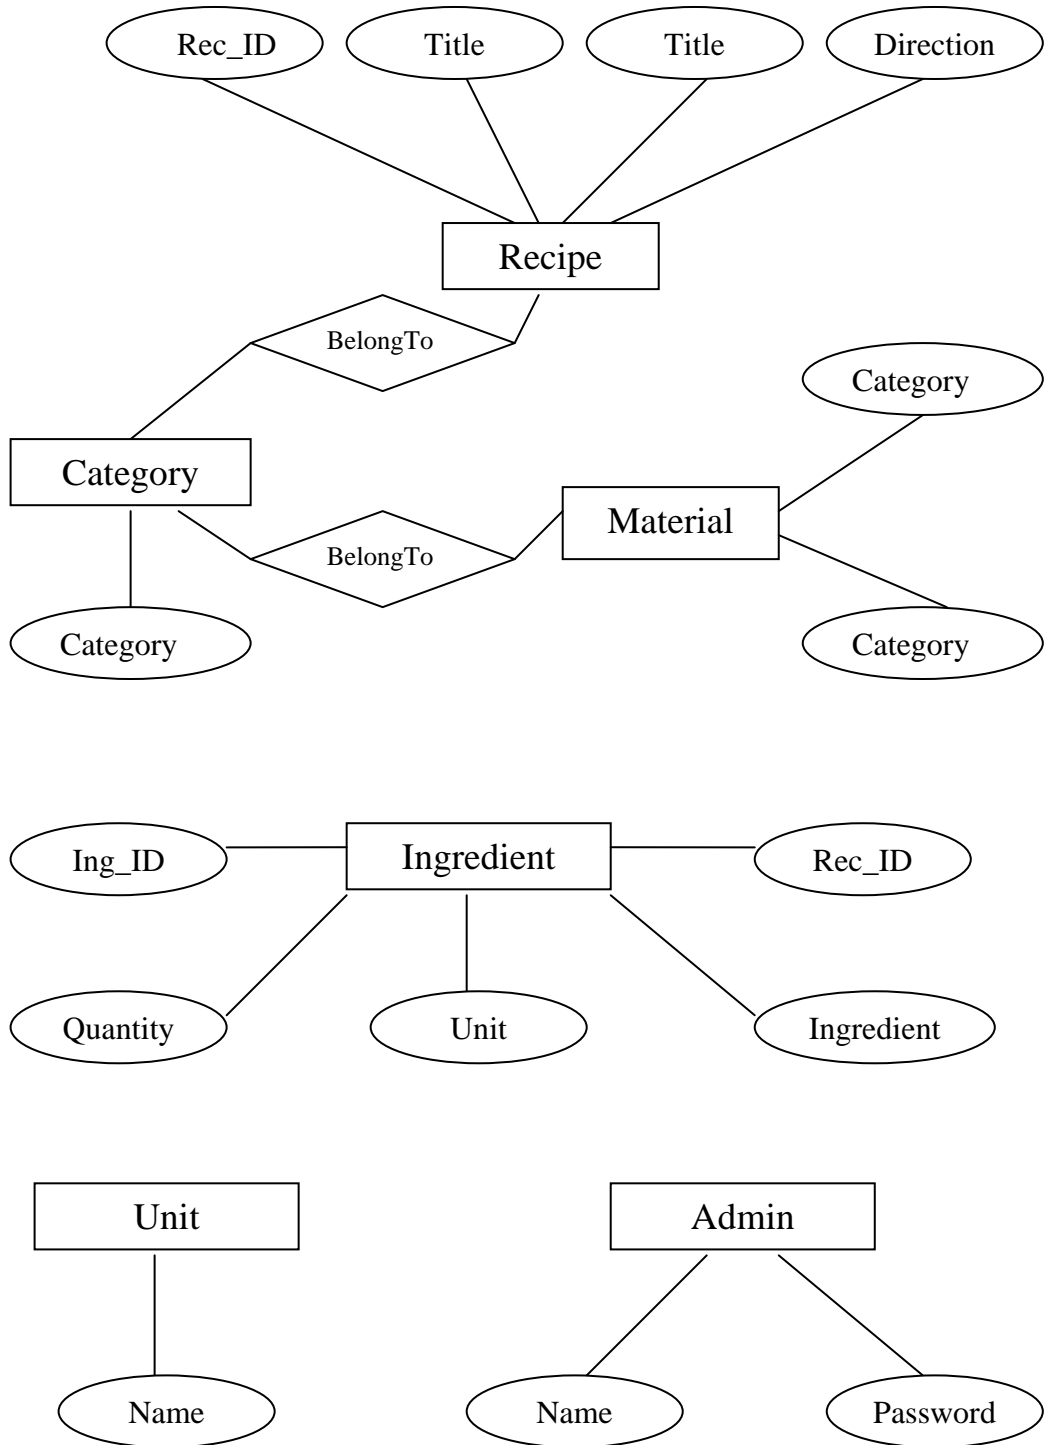 Rec_ID
Title
Title
Direction
Recipe
BelongTo
Category
Category
Material
BelongTo
Category
Category
Ing_ID
Ingredient
Rec_ID
Quantity
Unit
Ingredient
Unit
Admin
Name
Name
Password